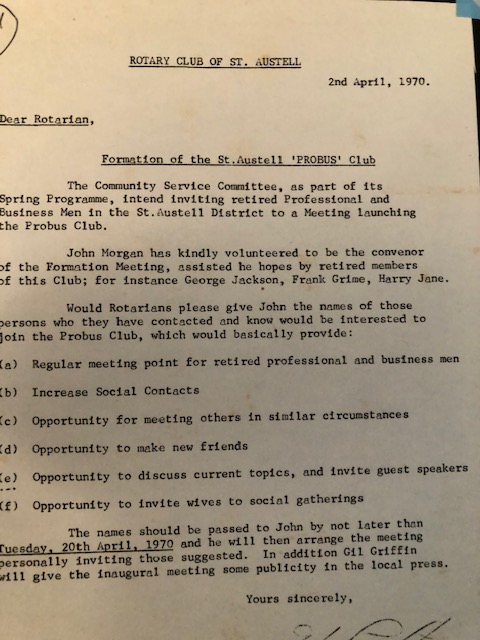 ROTARY CLUB OF ST. AUSTELL
2nd April, 1970.
Dear Rotarian,
Formation of the St.Austell 'PROBUS' Club
The Community Service Committee, as part of its
Spring Programme, intend inviting retired Professional and
Business Men in the St.Austell District to a Meeting launching
the Probus Club.
John Morgan has kindly volunteered to be the convenor
of the Formation Meeting, assisted he hopes by retired members
of this Club; for instance George Jackson, Frank Grime, Harry Jane.
Would Rotarians please give John the names of those
persons who they have contacted and know would be interested to
join the Probus Club, which would basically provide:
(a) Regular meeting point for retired professional and business men
(b) Increase Social Contacts
(c) Opportunity for meeting others in similar circumstances
(d) Opportunity to make new friends
(e) Opportunity to discuss current topics, and invite guest speakers
(f) Opportunity to invite wives to social gatherings
The names should be passed to John by not later than
Tuesday, 20th April, 1970 and he will then arrange the meeting
personally inviting those suggested. In addition Gil Griffin
will give the inaugural meeting some publicity in the local press.
Yours sincerely,